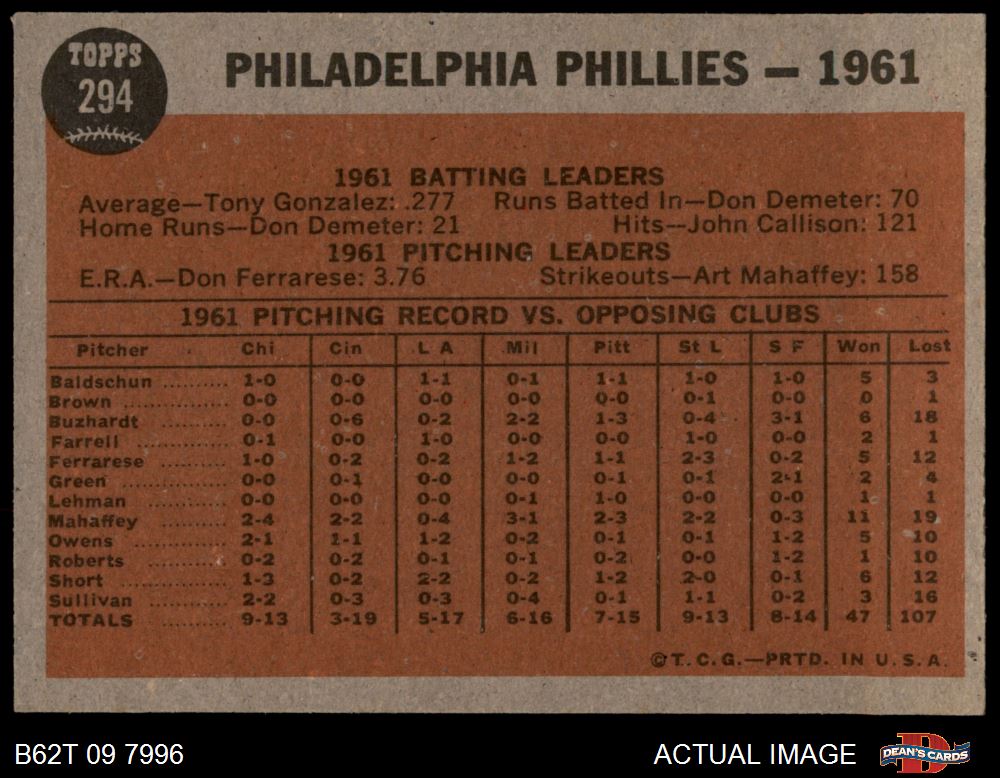 TOPPS
294
PHILADELPHIA PHILLIES — 1961
1961 BATTING LEADERS
Average—Tony Gonzalez: .277 Runs Batted In—Don Demeter: 70
Home Runs—Don Demeter: 21 Hits—John Callison: 121
1961 PITCHING LEADERS
E.R.A.—Don Ferrarese: 3.76 Strikeouts—Art Mahaffey: 158
1961 PITCHING RECORD VS. OPPOSING CLUBS
Pitcher Chi Cin L A Mil Pitt St L S F Won Lost
Baldschun .......... 1-0 0-0 1-1 0-1 1-1 1-0 1-0 5 3
Brown ................ 0-0 0-0 0-0 0-0 0-0 0-1 0-0 0 1
Buzhardt .............. 0-0 0-6 0-2 2-2 1-3 0-4 3-1 6 18
Farrell .............. 0-1 0-0 1-0 0-0 0-0 1-0 0-0 2 1
Ferrarese .......... 1-0 0-2 0-2 1-2 1-1 2-3 0-2 5 12
Green ................ 0-0 0-1 0-0 0-0 0-1 0-1 2-1 2 4
Lehman .............. 0-0 0-0 0-0 0-1 1-0 0-0 0-0 1 1
Mahaffey .......... 2-4 2-2 0-4 3-1 2-3 2-2 0-3 11 19
Owens .............. 2-1 1-1 1-2 0-2 0-1 0-1 1-2 5 10
Roberts .............. 0-2 0-2 0-1 0-1 0-2 0-0 1-2 1 10
Short ................ 1-3 0-2 2-2 0-2 1-2 2-0 0-1 6 12
Sullivan ............ 2-2 0-3 0-3 0-4 0-1 1-1 0-2 3 16
TOTALS .......... 9-13 3-19 5-17 6-16 7-15 9-13 8-14 47 107
©T.C.G.—PRTD. IN U.S.A.
B62T 09 7996 ACTUAL IMAGE
DEAN'S CARDS